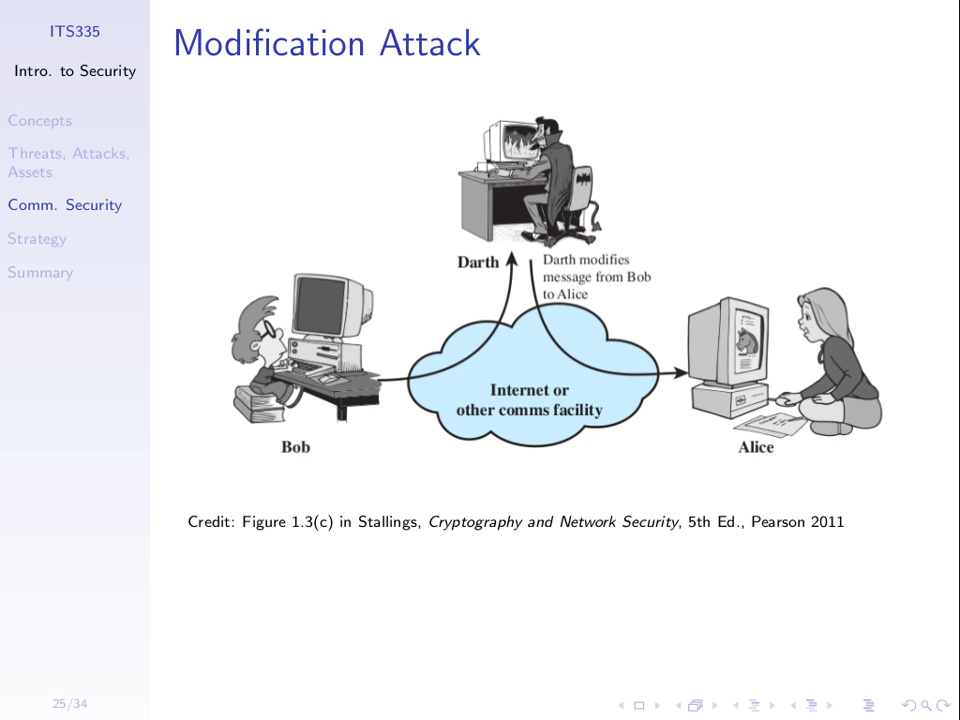 ITS335
Intro. to Security
Concepts
Threats, Attacks,
Assets
Comm. Security
Strategy
Summary
Modification Attack
Darth
Darth modifies
message from Bob
to Alice
Internet or
other comms facility
Bob
Alice
Credit: Figure 1.3(c) in Stallings, Cryptography and Network Security, 5th Ed., Pearson 2011
25/34